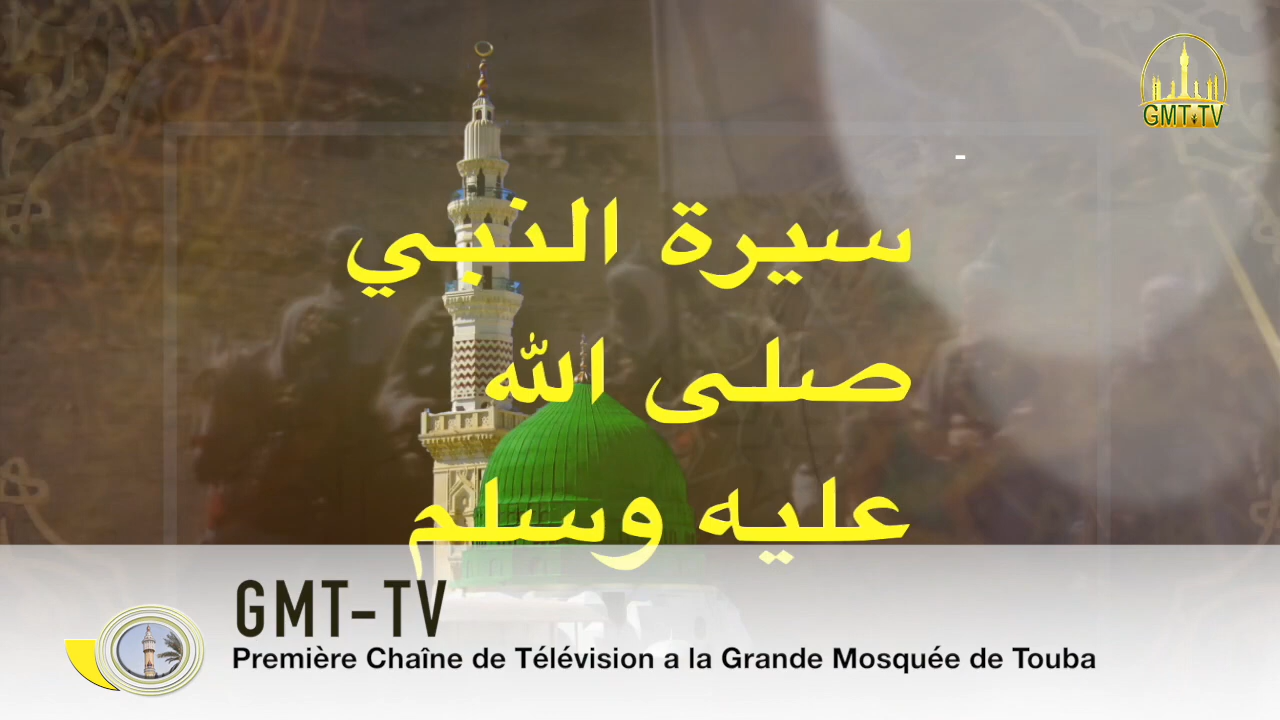 GMT-TV
-
سيرة النبي
صلى الله
عليه وسلم
GMT-TV
Première Chaîne de Télévision a la Grande Mosquée de Touba